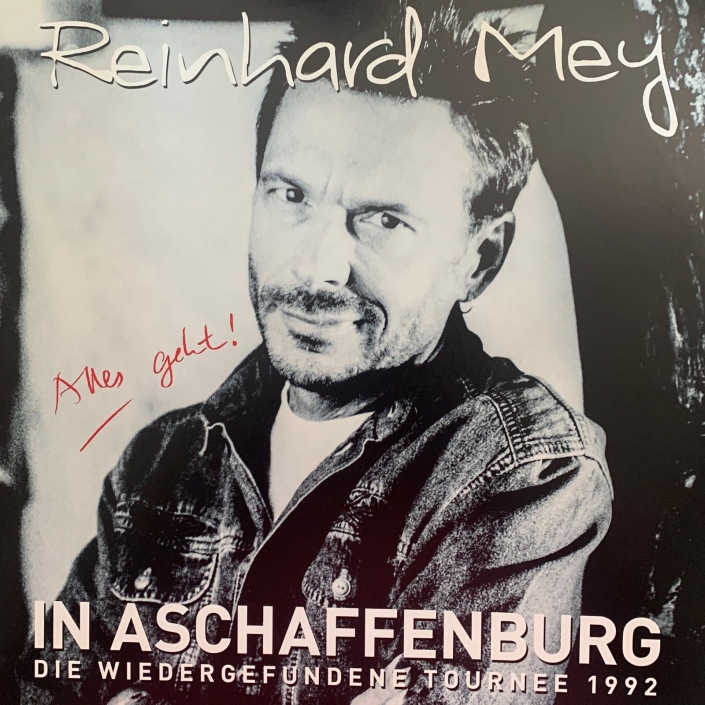 Reinhard Mey
Alles geht!
IN ASCHAFFENBURG
DIE WIEDERGEFUNDENE TOURNEE 1992